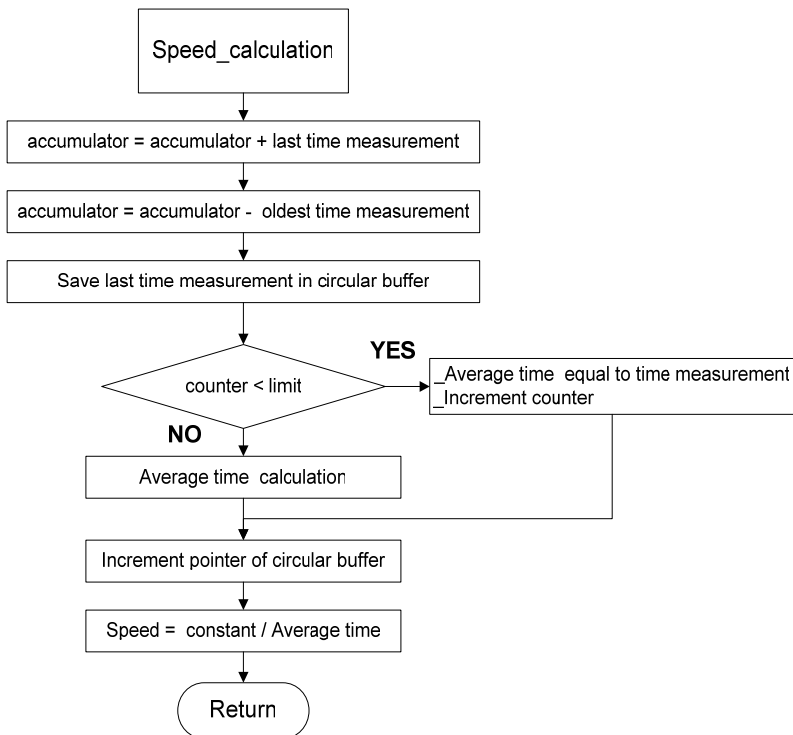 Speed_calculation
accumulator = accumulator + last time measurement
accumulator = accumulator - oldest time measurement
Save last time measurement in circular buffer
counter < limit
YES
_Average time equal to time measurement
_Increment counter
NO
Average time calculation
Increment pointer of circular buffer
Speed = constant / Average time
Return